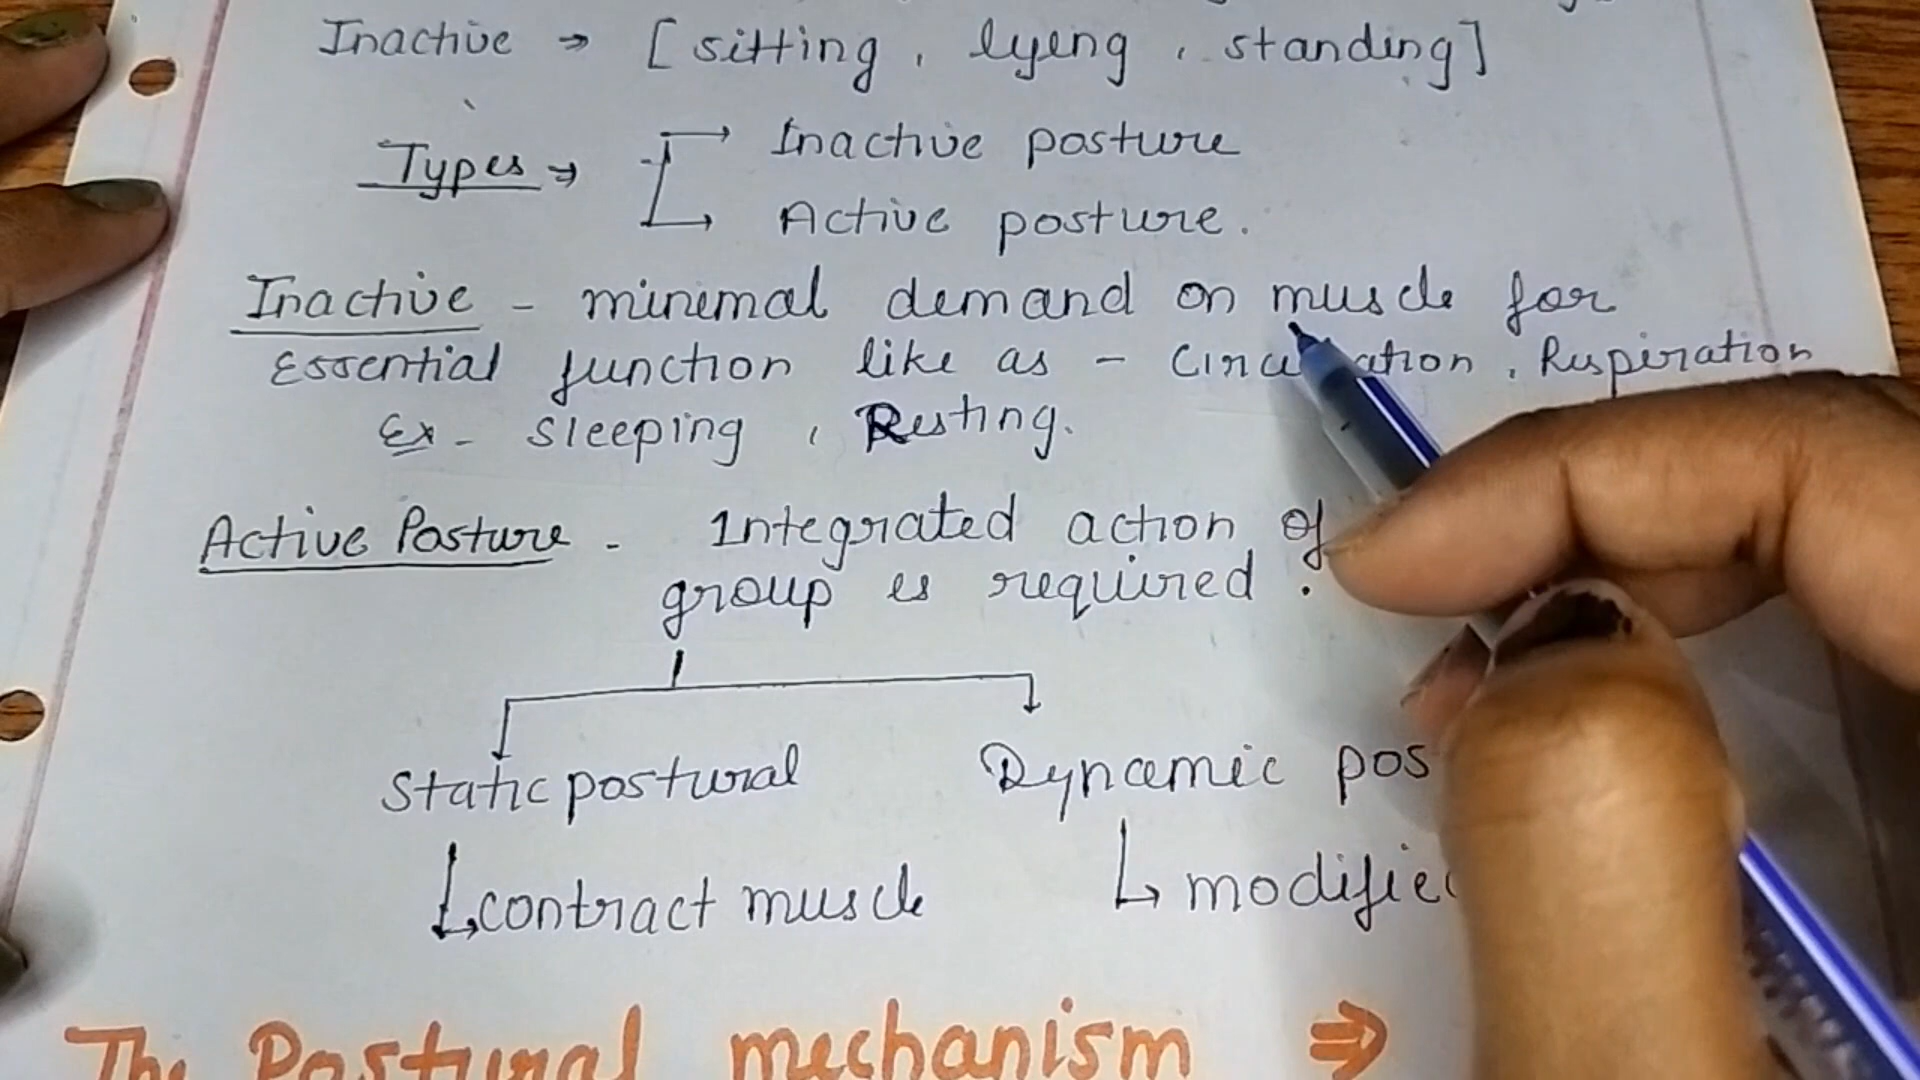 Inactive → [sitting, lyeng, standing]
Types → Inactive posture
Active posture.
Inactive - minimal demand on muscle for
Essential function like as - Circulation, Respiration
Ex - Sleeping, Resting.
Active Posture - Integrated action of
group is required.
Static postural
Dynamic pos
contract muscle
modifie
The Postural mechanism ⇒